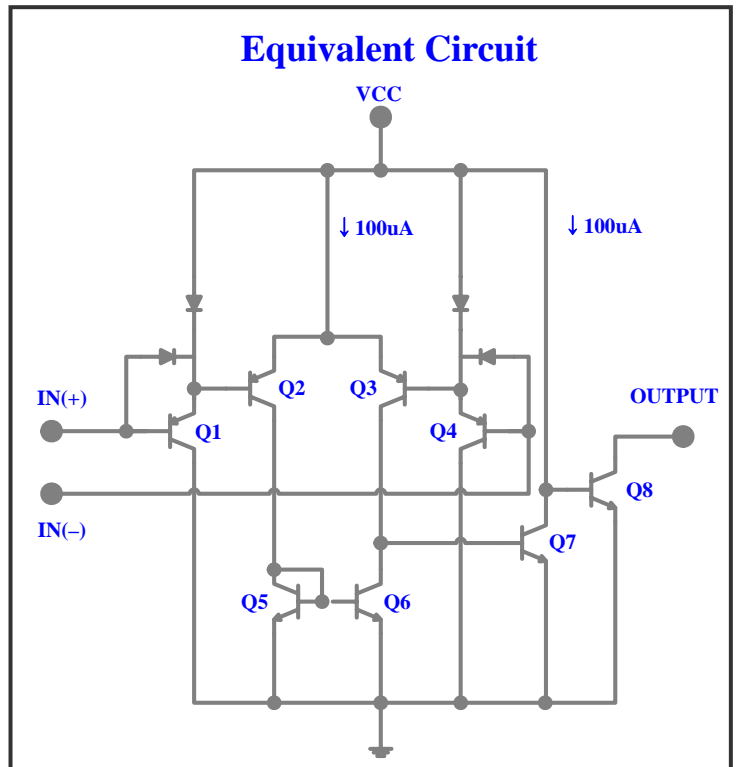 Equivalent Circuit
VCC
↓ 100uA
↓ 100uA
Q2
Q3
IN(+)
OUTPUT
Q1
Q4
Q8
IN(−)
Q7
Q5
Q6